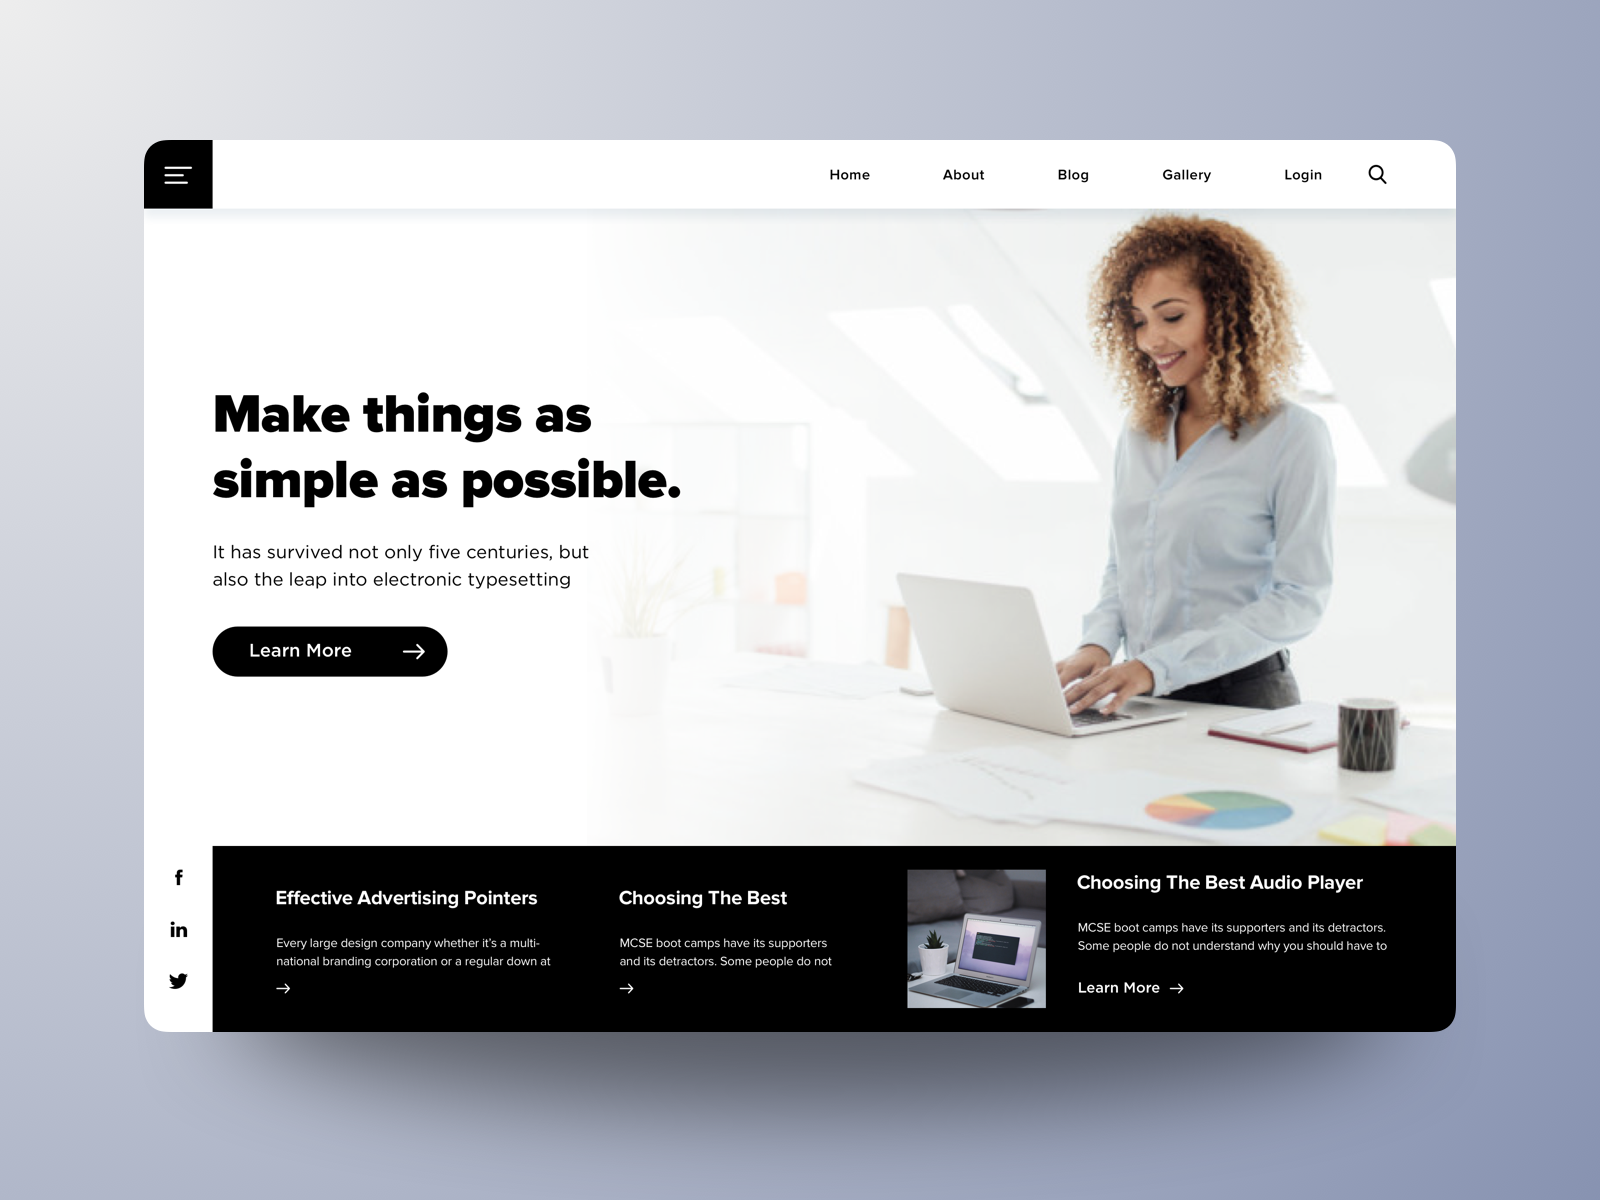 Home
About
Blog
Gallery
Login
Make things as
simple as possible.
It has survived not only five centuries, but
also the leap into electronic typesetting
Learn More
f
in
Effective Advertising Pointers
Every large design company whether it's a multi-
national branding corporation or a regular down at
Choosing The Best
MCSE boot camps have its supporters
and its detractors. Some people do not
Choosing The Best Audio Player
MCSE boot camps have its supporters and its detractors.
Some people do not understand why you should have to
Learn More